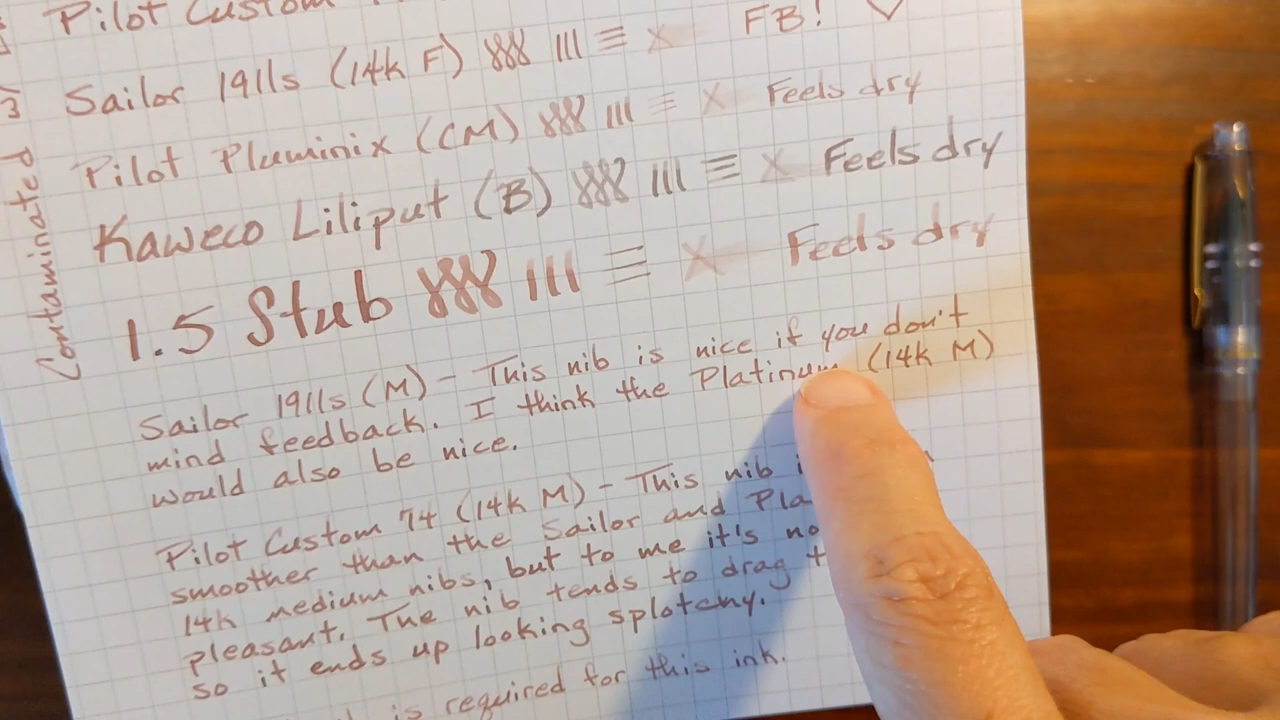 Pilot Custom
Sailor 1911s (14k F) FB!
Pilot Pluminix (CM) Feels dry
Kaweco Liliput (B) Feels dry
1.5 Stub Feels dry
Contaminated
Sailor 1911s (M) - This nib is nice if you don't
mind feedback. I think the Platinum (14k M)
would also be nice.
Pilot Custom 74 (14k M) - This nib
smoother than the Sailor and
14k medium nibs, but to me it's
pleasant. The nib tends to drag
so it ends up looking splotchy.
is required for this ink.